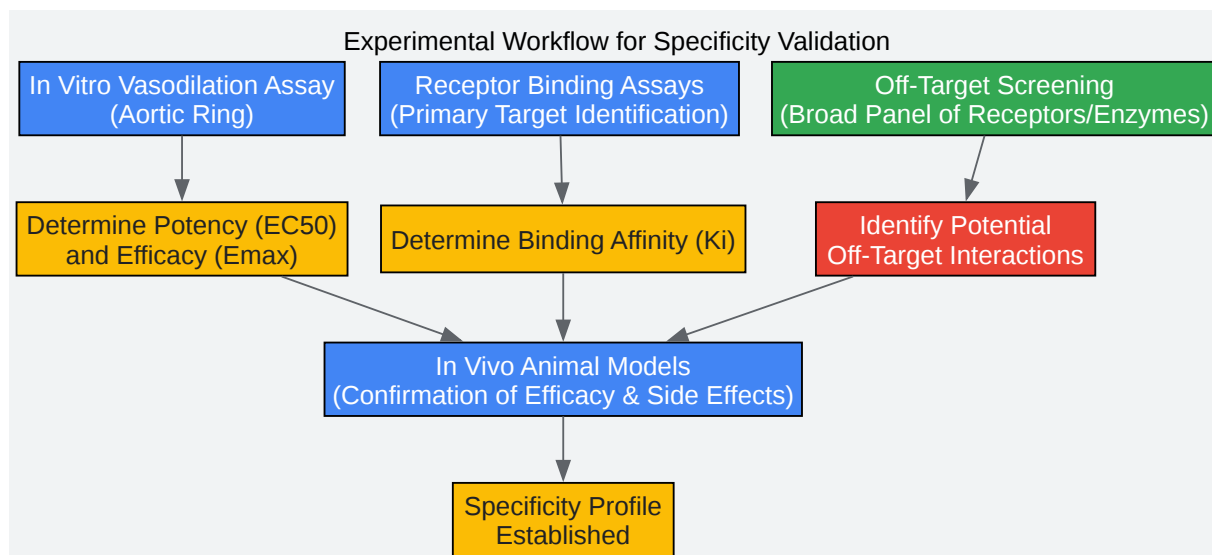 Experimental Workflow for Specificity Validation
In Vitro Vasodilation Assay
(Aortic Ring)
Receptor Binding Assays
(Primary Target Identification)
Off-Target Screening
(Broad Panel of Receptors/Enzymes)
Determine Potency (EC50)
and Efficacy (Emax)
Determine Binding Affinity (Ki)
Identify Potential
Off-Target Interactions
In Vivo Animal Models
(Confirmation of Efficacy & Side Effects)
Specificity Profile
Established